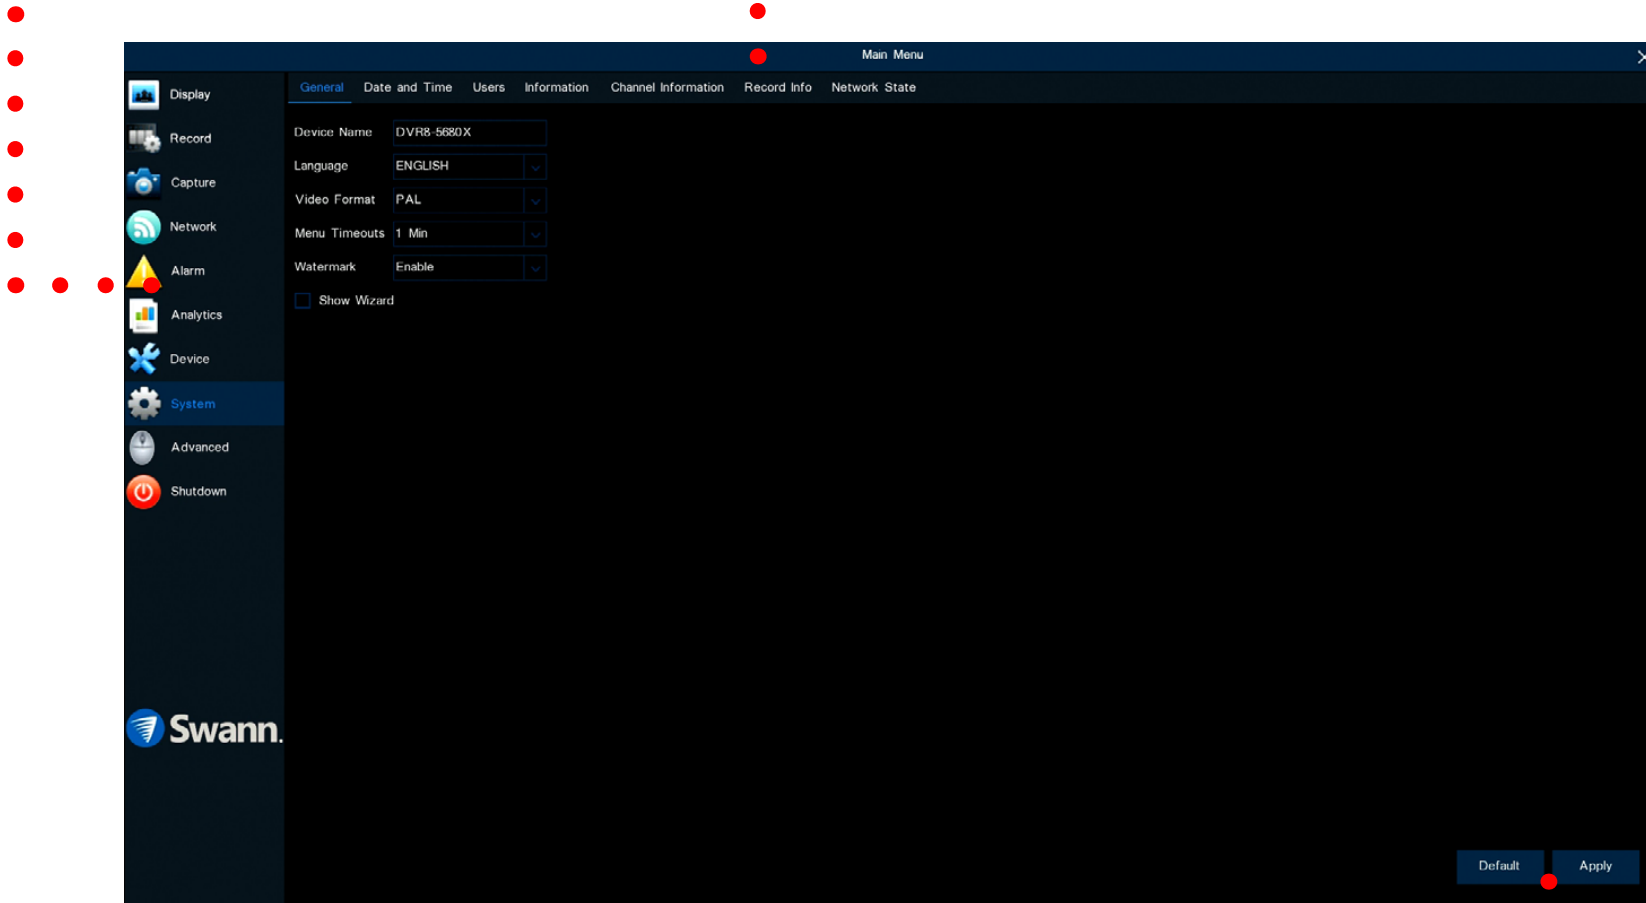 Main Menu
Display
Record
Capture
Network
Alarm
Analytics
Device
System
Advanced
Shutdown
Swann.
General Date and Time Users Information Channel Information Record Info Network State
Device Name DVR8-5680X
Language ENGLISH
Video Format PAL
Menu Timeouts 1 Min
Watermark Enable
Show Wizard
Default Apply